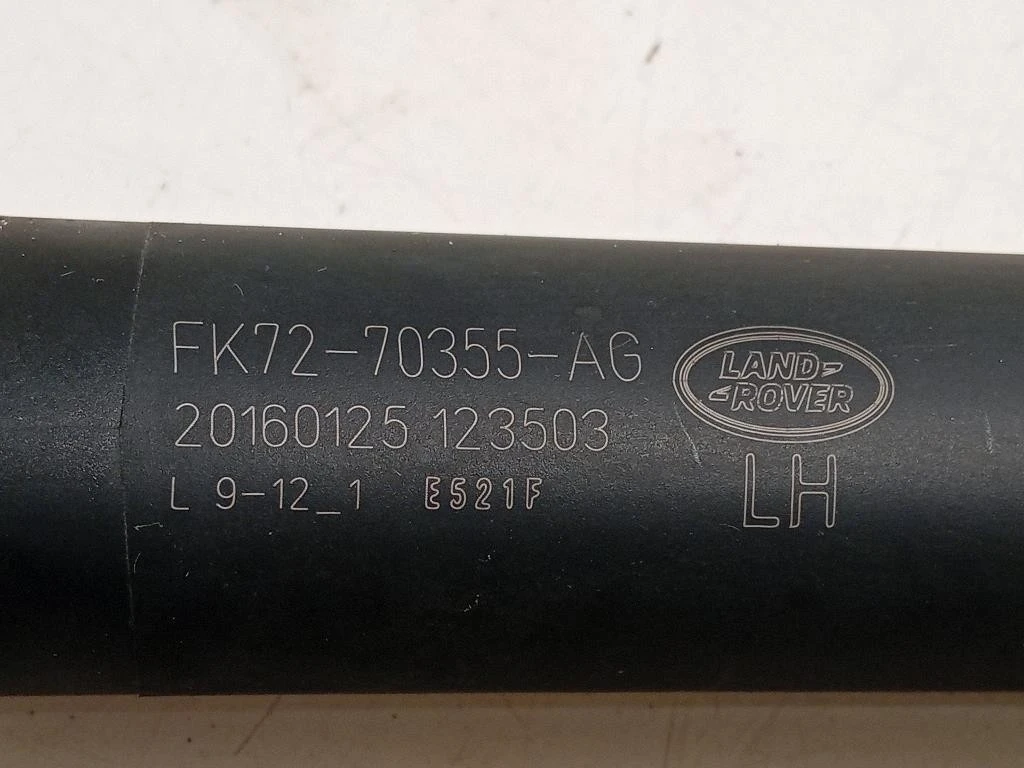 FK72-70355-AG
20160125 123503
L 9-12_1 E521F
LAND
ROVER
LH